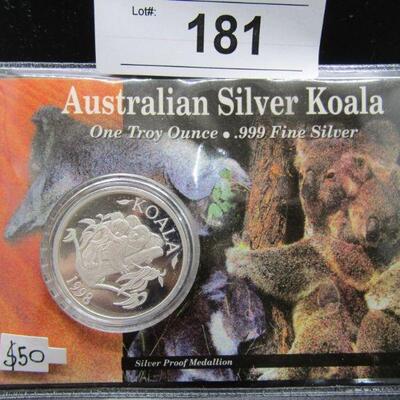 Lot#:
181
Australian Silver Koala
One Troy Ounce • .999 Fine Silver
KOALA
1998
$50
Silver Proof Medallion